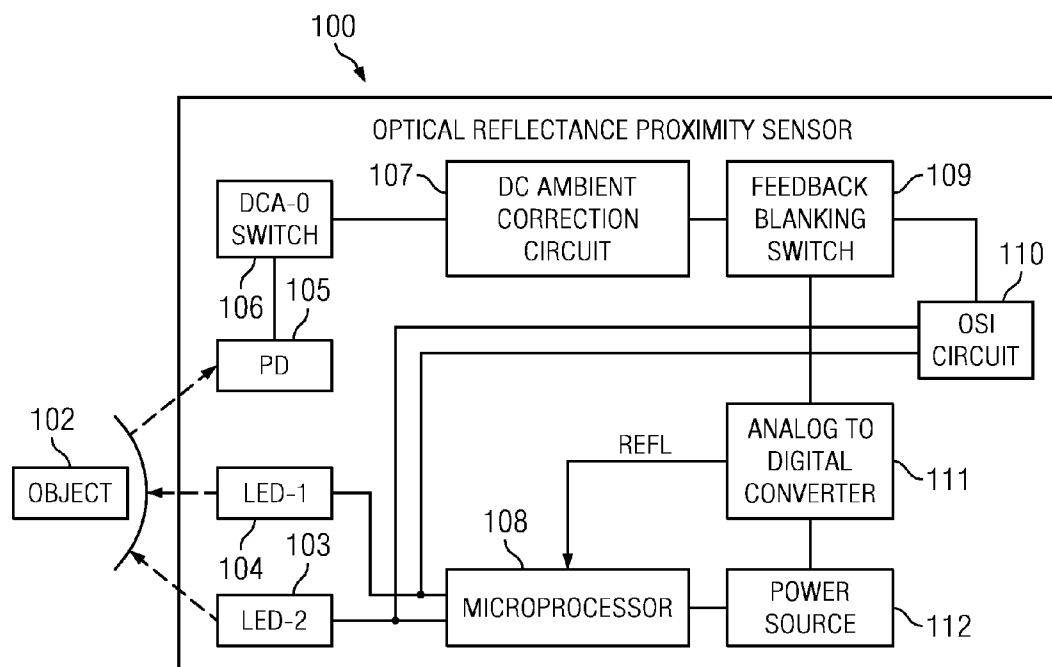 100
OPTICAL REFLECTANCE PROXIMITY SENSOR
107
109
DCA-0
SWITCH
DC AMBIENT
CORRECTION
CIRCUIT
FEEDBACK
BLANKING
SWITCH
106
105
110
PD
OSI
CIRCUIT
102
OBJECT
REFL
ANALOG TO
DIGITAL
CONVERTER
111
LED-1
104
103
108
LED-2
MICROPROCESSOR
POWER
SOURCE
112